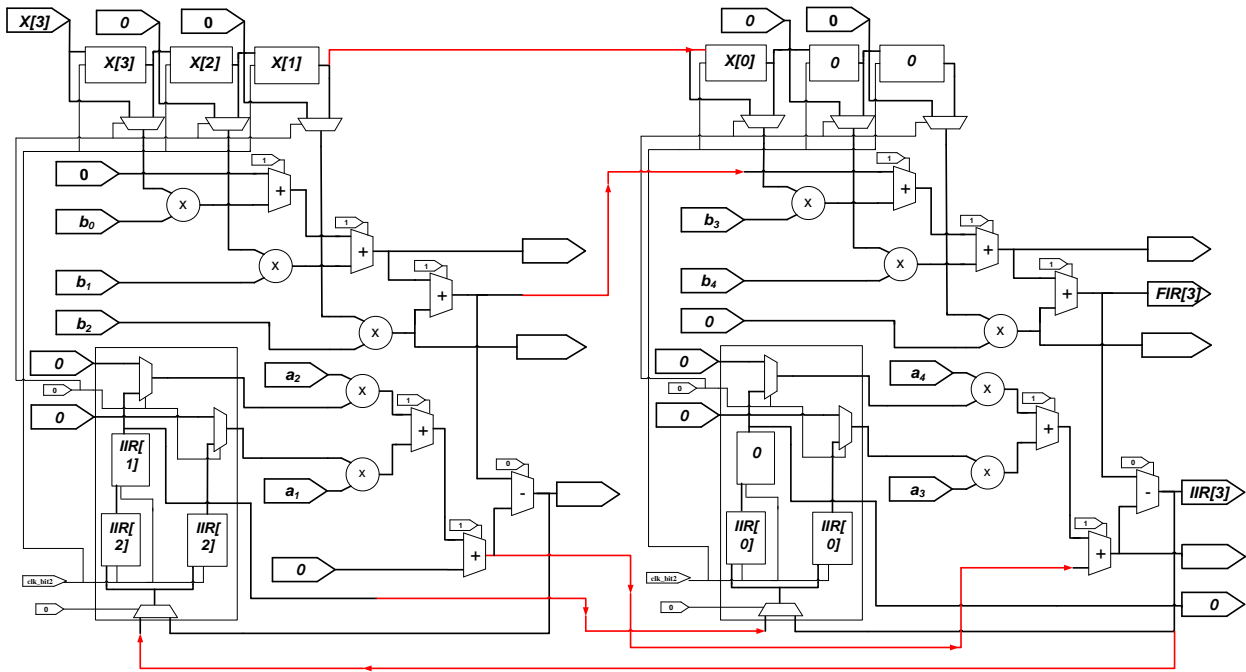 X[3] 0 0 0 0
X[3] X[2] X[1] X[0] 0 0
1 1
0
+ +
x x
b0 b3
1 1
+ +
x x
b1 b4
1 1
+ + FIR[3]
b2 0
x x
0 0
a2 a4
x x
0 0
1 1
0 0
+ +
IIR[
1]
0
x x
a1 a3
0 0
- - IIR[3]
IIR[
2]
IIR[
2]
IIR[
0]
IIR[
0]
1 1
+ +
0
clk_bit2 clk_bit2
0 0 0